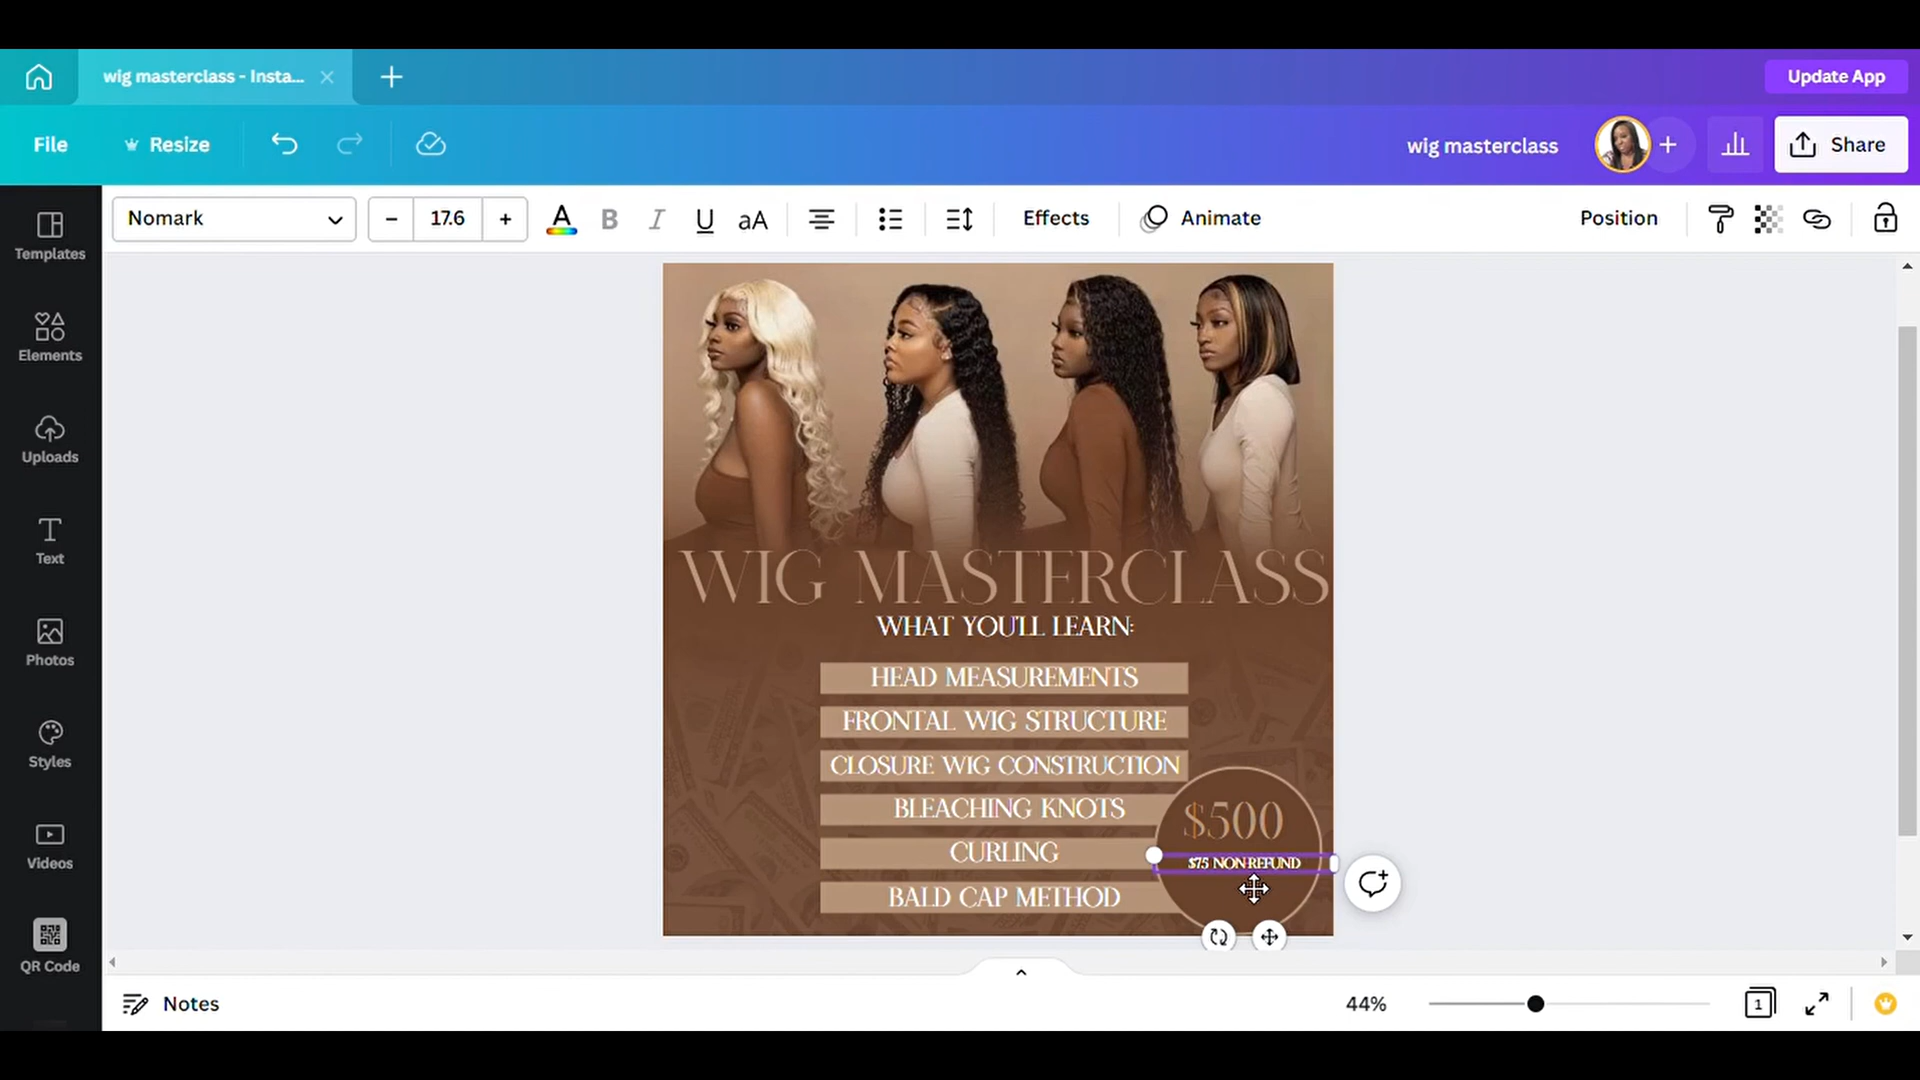 wig masterclass - Insta...
Update App
File
Resize
wig masterclass
Share
Nomark
17.6
A
B
I
U
aA
Effects
Animate
Position
Templates
Elements
Uploads
Text
Photos
Styles
Videos
QR Code
WIG MASTERCLASS
WHAT YOU'LL LEARN:
HEAD MEASUREMENTS
FRONTAL WIG STRUCTURE
CLOSURE WIG CONSTRUCTION
BLEACHING KNOTS
$500
CURLING
$75 NON REFUND
BALD CAP METHOD
Notes
44%
1